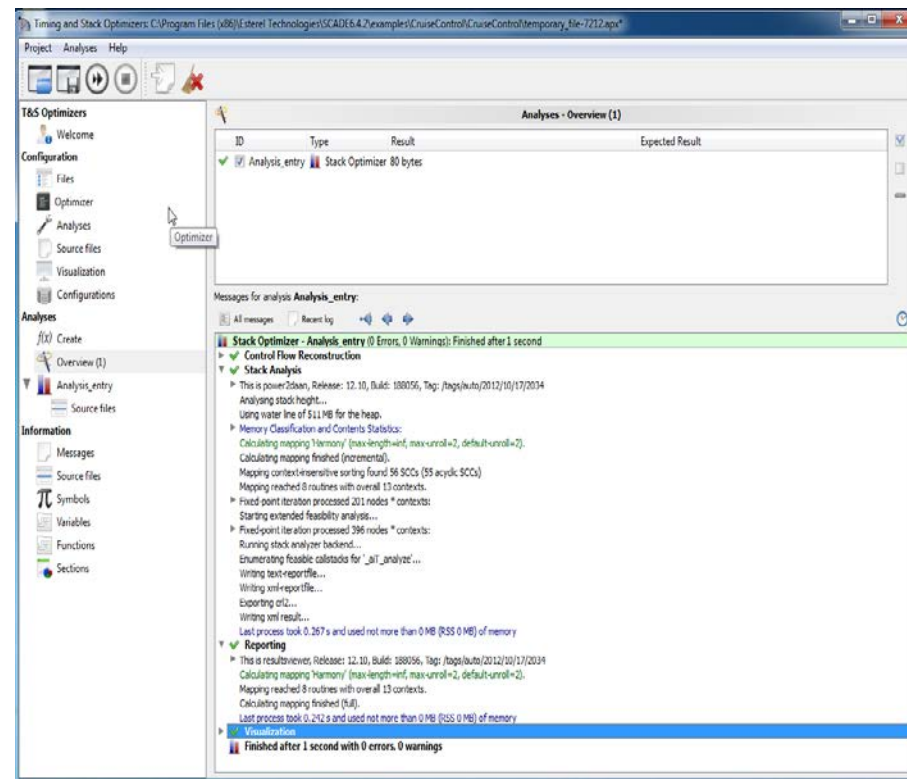 Timing and Stack Optimizers: C:\Program Files (x86)\Esterel Technologies\SCADE6.4.2\examples\CruiseControl\CruiseControl\temporary_file-7212.apx*
Project Analyses Help
T&S Optimizers
Welcome
Configuration
Files
Optimizer
Analyses
Source files
Visualization
Configurations
Analyses
f(x) Create
Overview (1)
Analysis_entry
Source files
Information
Messages
Source files
Symbols
Variables
Functions
Sections
Optimizer
Analyses - Overview (1)
ID Type Result Expected Result
Analysis_entry Stack Optimizer 80 bytes
Messages for analysis Analysis_entry:
All messages Recent log
Stack Optimizer - Analysis_entry (0 Errors, 0 Warnings): Finished after 1 second
Control Flow Reconstruction
Stack Analysis
This is power2daan, Release: 12.10, Build: 188056, Tag: /tags/auto/2012/10/17/2034
Analysing stack height...
Using water line of 511 MB for the heap.
Memory Classification and Contents Statistics:
Calculating mapping 'Harmony' (max-length=inf, max-unroll=2, default-unroll=2).
Calculating mapping finished (incremental).
Mapping context-insensitive sorting found 56 SCCs (55 acyclic SCCs)
Mapping reached 8 routines with overall 13 contexts.
Fixed-point iteration processed 201 nodes * contexts:
Starting extended feasibility analysis...
Fixed-point iteration processed 396 nodes * contexts:
Running stack analyzer backend...
Enumerating feasible callstacks for '_aiT_analyze'...
Writing text-reportfile...
Writing xml-reportfile...
Exporting crl2...
Writing xml result...
Last process took 0.267 s and used not more than 0 MB (RSS 0 MB) of memory
Reporting
This is resultsviewer, Release: 12.10, Build: 188056, Tag: /tags/auto/2012/10/17/2034
Calculating mapping 'Harmony' (max-length=inf, max-unroll=2, default-unroll=2).
Mapping reached 8 routines with overall 13 contexts.
Calculating mapping finished (full).
Last process took 0.242 s and used not more than 0 MB (RSS 0 MB) of memory
Visualization
Finished after 1 second with 0 errors, 0 warnings